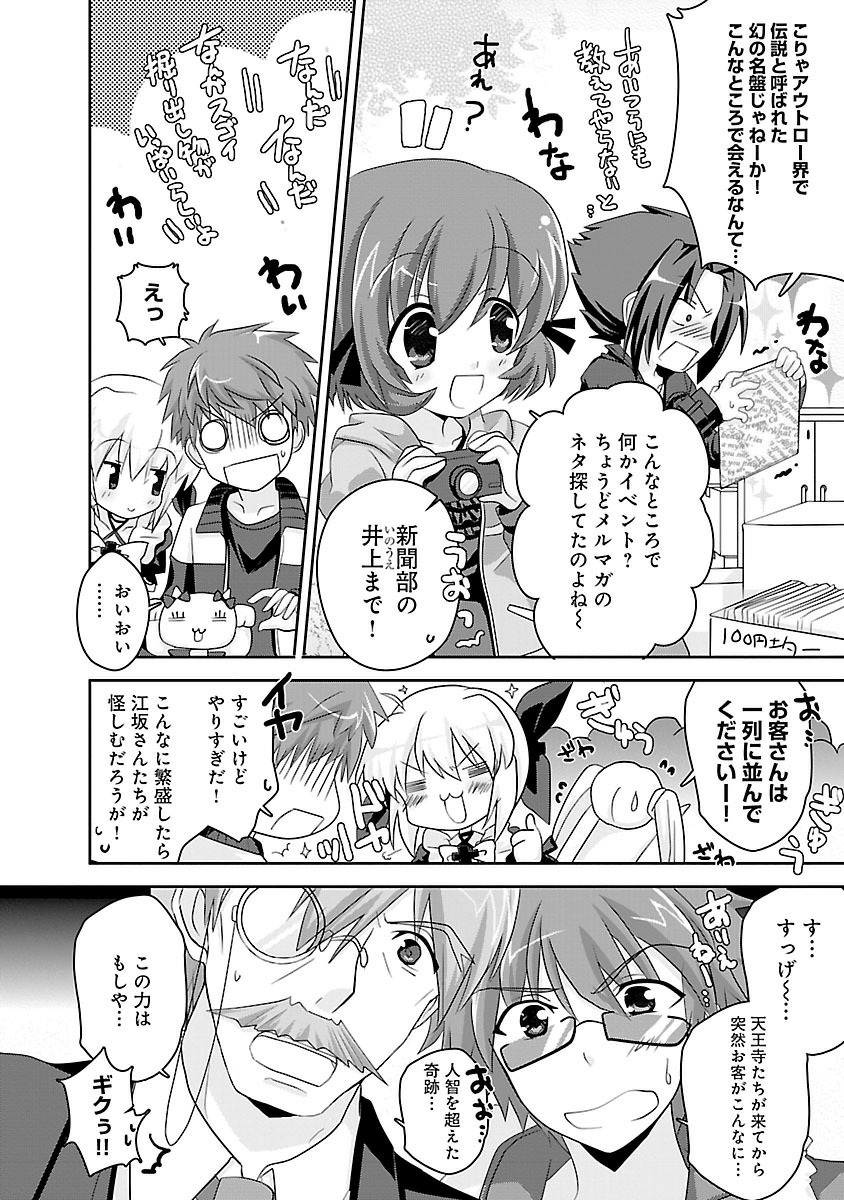 こりゃアウトロー界で
伝説と呼ばれた
幻の名盤じゃねーか！
こんなところで会えるなんて…
わな
わな
100円均一
あいつらにも
教えてやらないと
あれ？
こんなところで
何かイベント？
ちょうどメルマガの
ネタ探してたのよね〜
新聞部の
井上まで！
いのうえ
うおっ
なんだ
なんだ
なんかスゴイ
掘り出し物が
いっぱいらしいよ
わい
わい
えっ
おいおい
……
おお…
お客さんは
一列に並んで
くださいー！
ぎゅう
ぎゅうう
ざわ
ざわ
イヤ
すごいけど
やりすぎだ！
こんなに繁盛したら
江坂さんたちが
怪しむだろうが！
す…
すっげ〜…
天王寺たちが来てから
突然お客がこんなに…
おお…
人智を超えた
奇跡…
この力は
もしや…
ギクぅ!!